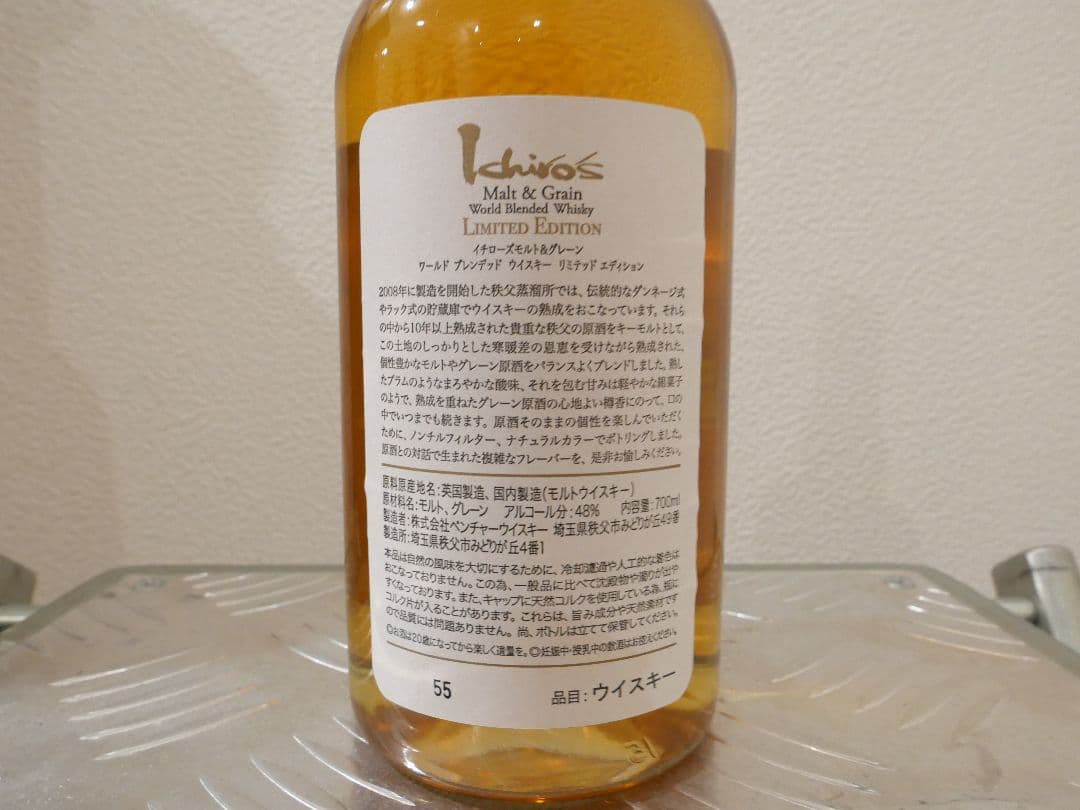 Ichiro's
Malt & Grain
World Blended Whisky
LIMITED EDITION
イチローズモルト&グレーン
ワールド ブレンデッド ウイスキー リミテッド エディション
2008年に製造を開始した秩父蒸溜所では、伝統的なダンネージ式
やラック式の貯蔵庫でウイスキーの熟成をおこなっています。それら
の中から10年以上熟成された貴重な秩父の原酒をキーモルトとして、
この土地のしっかりとした寒暖差の恩恵を受けながら熟成された、
個性豊かなモルトやグレーン原酒をバランスよくブレンドしました。熟し
たプラムのようなまろやかな酸味、それを包む甘みは軽やかな綿菓子
のようで、熟成を重ねたグレーン原酒の心地よい樽香にのって、口の
中でいつまでも続きます。原酒そのままの個性を楽しんでいただく
ために、ノンチルフィルター、ナチュラルカラーでボトリングしました。
原酒との対話で生まれた複雑なフレーバーを、是非お愉しみください。
原料原産地名:英国製造、国内製造(モルトウイスキー)
原材料名:モルト、グレーン アルコール分:48% 内容量:700ml
製造者:株式会社ベンチャーウイスキー 埼玉県秩父市みどりが丘49番
製造所:埼玉県秩父市みどりが丘4番1
本品は自然の風味を大切にするために、冷却濾過や人工的な着色は
おこなっておりません。この為、一般品に比べて沈殿物や濁りが出や
すくなっております。また、キャップに天然コルクを使用している為、瓶に
コルク片が入ることがあります。これらは、旨み成分や天然素材です
ので品質には問題ありません。尚、ボトルは立てて保管してください。
◎お酒は20歳になってから楽しく適量を。◎妊娠中・授乳中の飲酒はお控えください。
55 品目:ウイスキー
31